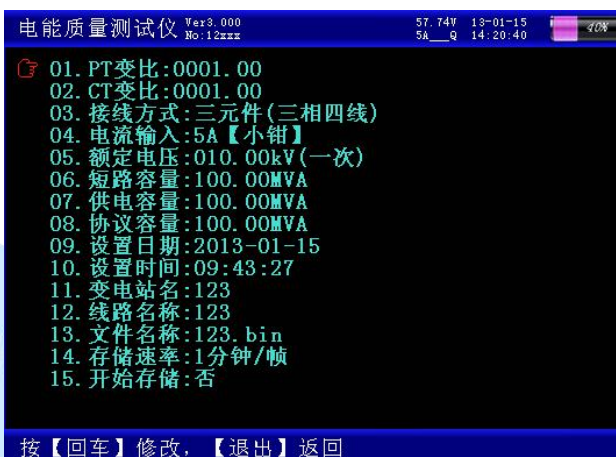 电能质量测试仪 Ver3.000 57.74V 13-01-15 40%
No:12xxx 5A___Q 14:20:40
01.PT变比:0001.00
02.CT变比:0001.00
03.接线方式:三元件(三相四线)
04.电流输入:5A【小钳】
05.额定电压:010.00kV(一次)
06.短路容量:100.00MVA
07.供电容量:100.00MVA
08.协议容量:100.00MVA
09.设置日期:2013-01-15
10.设置时间:09:43:27
11.变电站名:123
12.线路名称:123
13.文件名称:123.bin
14.存储速率:1分钟/帧
15.开始存储:否
按【回车】修改，【退出】返回